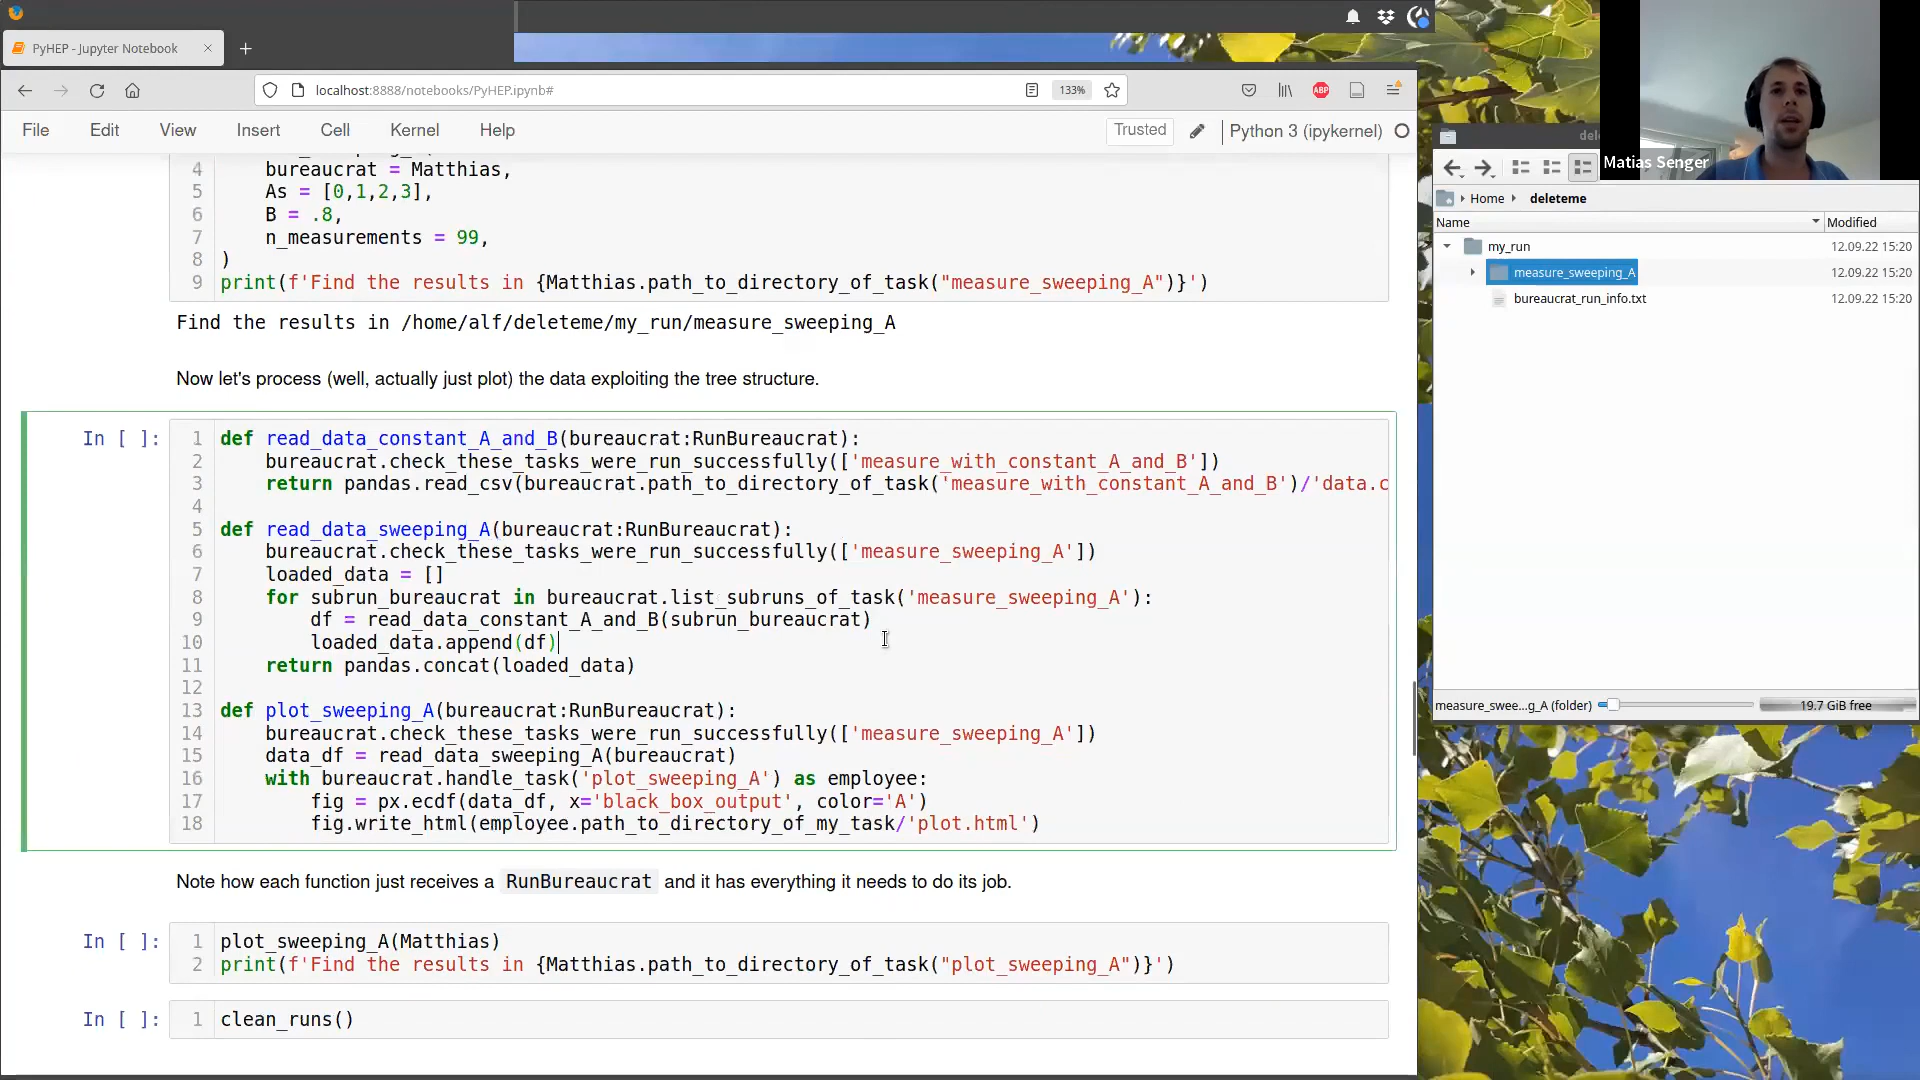 PyHEP - Jupyter Notebook
localhost:8888/notebooks/PyHEP.ipynb#
133%
ABP
File Edit View Insert Cell Kernel Help
Trusted
Python 3 (ipykernel)
4 bureaucrat = Matthias,
5 As = [0,1,2,3],
6 B = .8,
7 n_measurements = 99,
8 )
9 print(f'Find the results in {Matthias.path_to_directory_of_task("measure_sweeping_A")}')
Find the results in /home/alf/deleteme/my_run/measure_sweeping_A
Now let's process (well, actually just plot) the data exploiting the tree structure.
In [ ]:
1 def read_data_constant_A_and_B(bureaucrat:RunBureaucrat):
2 bureaucrat.check_these_tasks_were_run_successfully(['measure_with_constant_A_and_B'])
3 return pandas.read_csv(bureaucrat.path_to_directory_of_task('measure_with_constant_A_and_B')/'data.c
4
5 def read_data_sweeping_A(bureaucrat:RunBureaucrat):
6 bureaucrat.check_these_tasks_were_run_successfully(['measure_sweeping_A'])
7 loaded_data = []
8 for subrun_bureaucrat in bureaucrat.list_subruns_of_task('measure_sweeping_A'):
9 df = read_data_constant_A_and_B(subrun_bureaucrat)
10 loaded_data.append(df)
11 return pandas.concat(loaded_data)
12
13 def plot_sweeping_A(bureaucrat:RunBureaucrat):
14 bureaucrat.check_these_tasks_were_run_successfully(['measure_sweeping_A'])
15 data_df = read_data_sweeping_A(bureaucrat)
16 with bureaucrat.handle_task('plot_sweeping_A') as employee:
17 fig = px.ecdf(data_df, x='black_box_output', color='A')
18 fig.write_html(employee.path_to_directory_of_my_task/'plot.html')
Note how each function just receives a RunBureaucrat and it has everything it needs to do its job.
In [ ]:
1 plot_sweeping_A(Matthias)
2 print(f'Find the results in {Matthias.path_to_directory_of_task("plot_sweeping_A")}')
In [ ]:
1 clean_runs()
Matias Senger
Home deleteme
Name Modified
my_run 12.09.22 15:20
measure_sweeping_A 12.09.22 15:20
bureaucrat_run_info.txt 12.09.22 15:20
measure_swee...g_A (folder) 19.7 GiB free